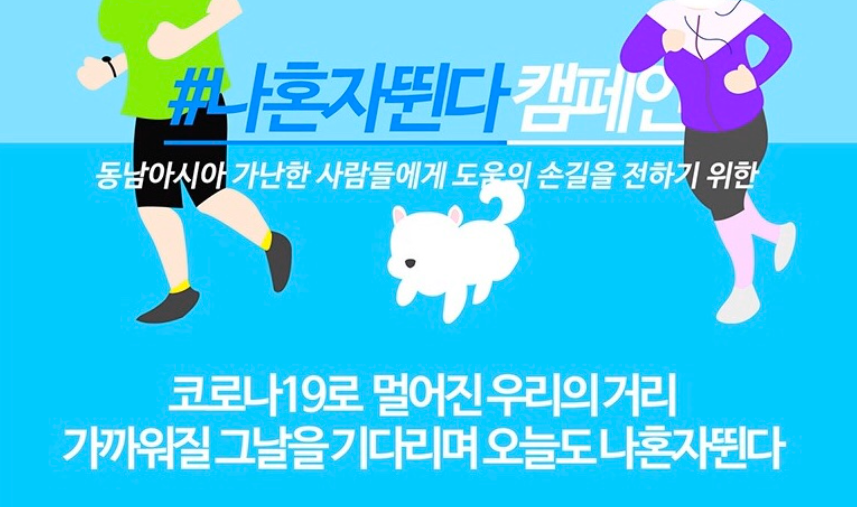 #나혼자뛴다 캠페인
동남아시아 가난한 사람들에게 도움의 손길을 전하기 위한
코로나19로 멀어진 우리의 거리
가까워질 그날을 기다리며 오늘도 나혼자뛴다